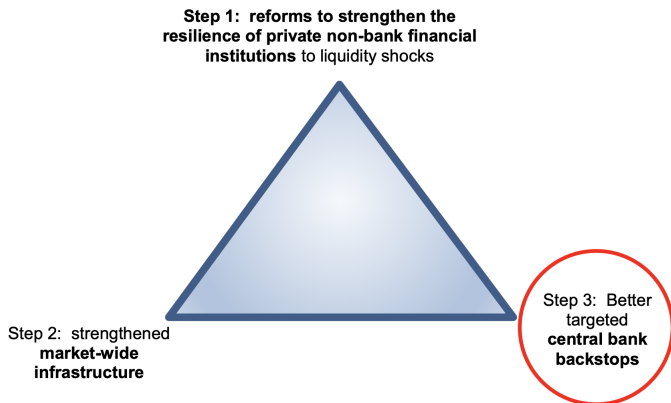 Step 1: reforms to strengthen the
resilience of private non-bank financial
institutions to liquidity shocks
Step 2: strengthened
market-wide
infrastructure
Step 3: Better
targeted
central bank
backstops